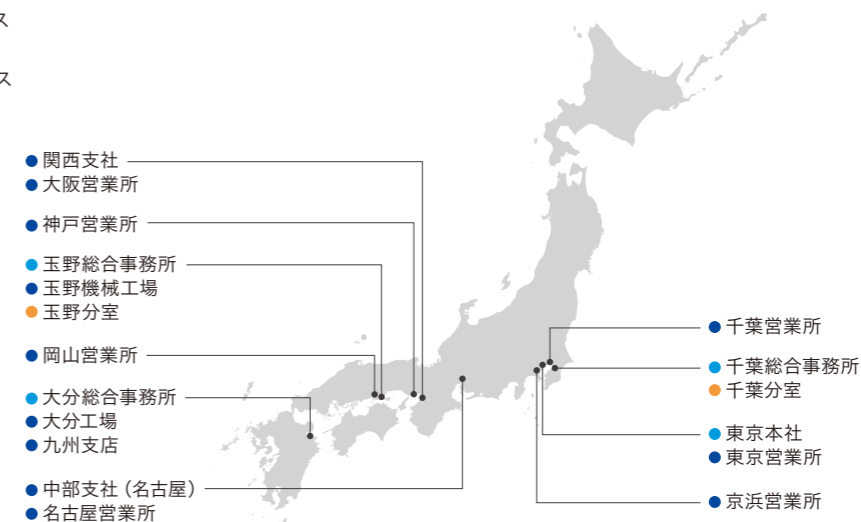 ス
ス
関西支社
大阪営業所
神戸営業所
玉野総合事務所
玉野機械工場
玉野分室
岡山営業所
大分総合事務所
大分工場
九州支店
中部支社（名古屋）
名古屋営業所
千葉営業所
千葉総合事務所
千葉分室
東京本社
東京営業所
京浜営業所